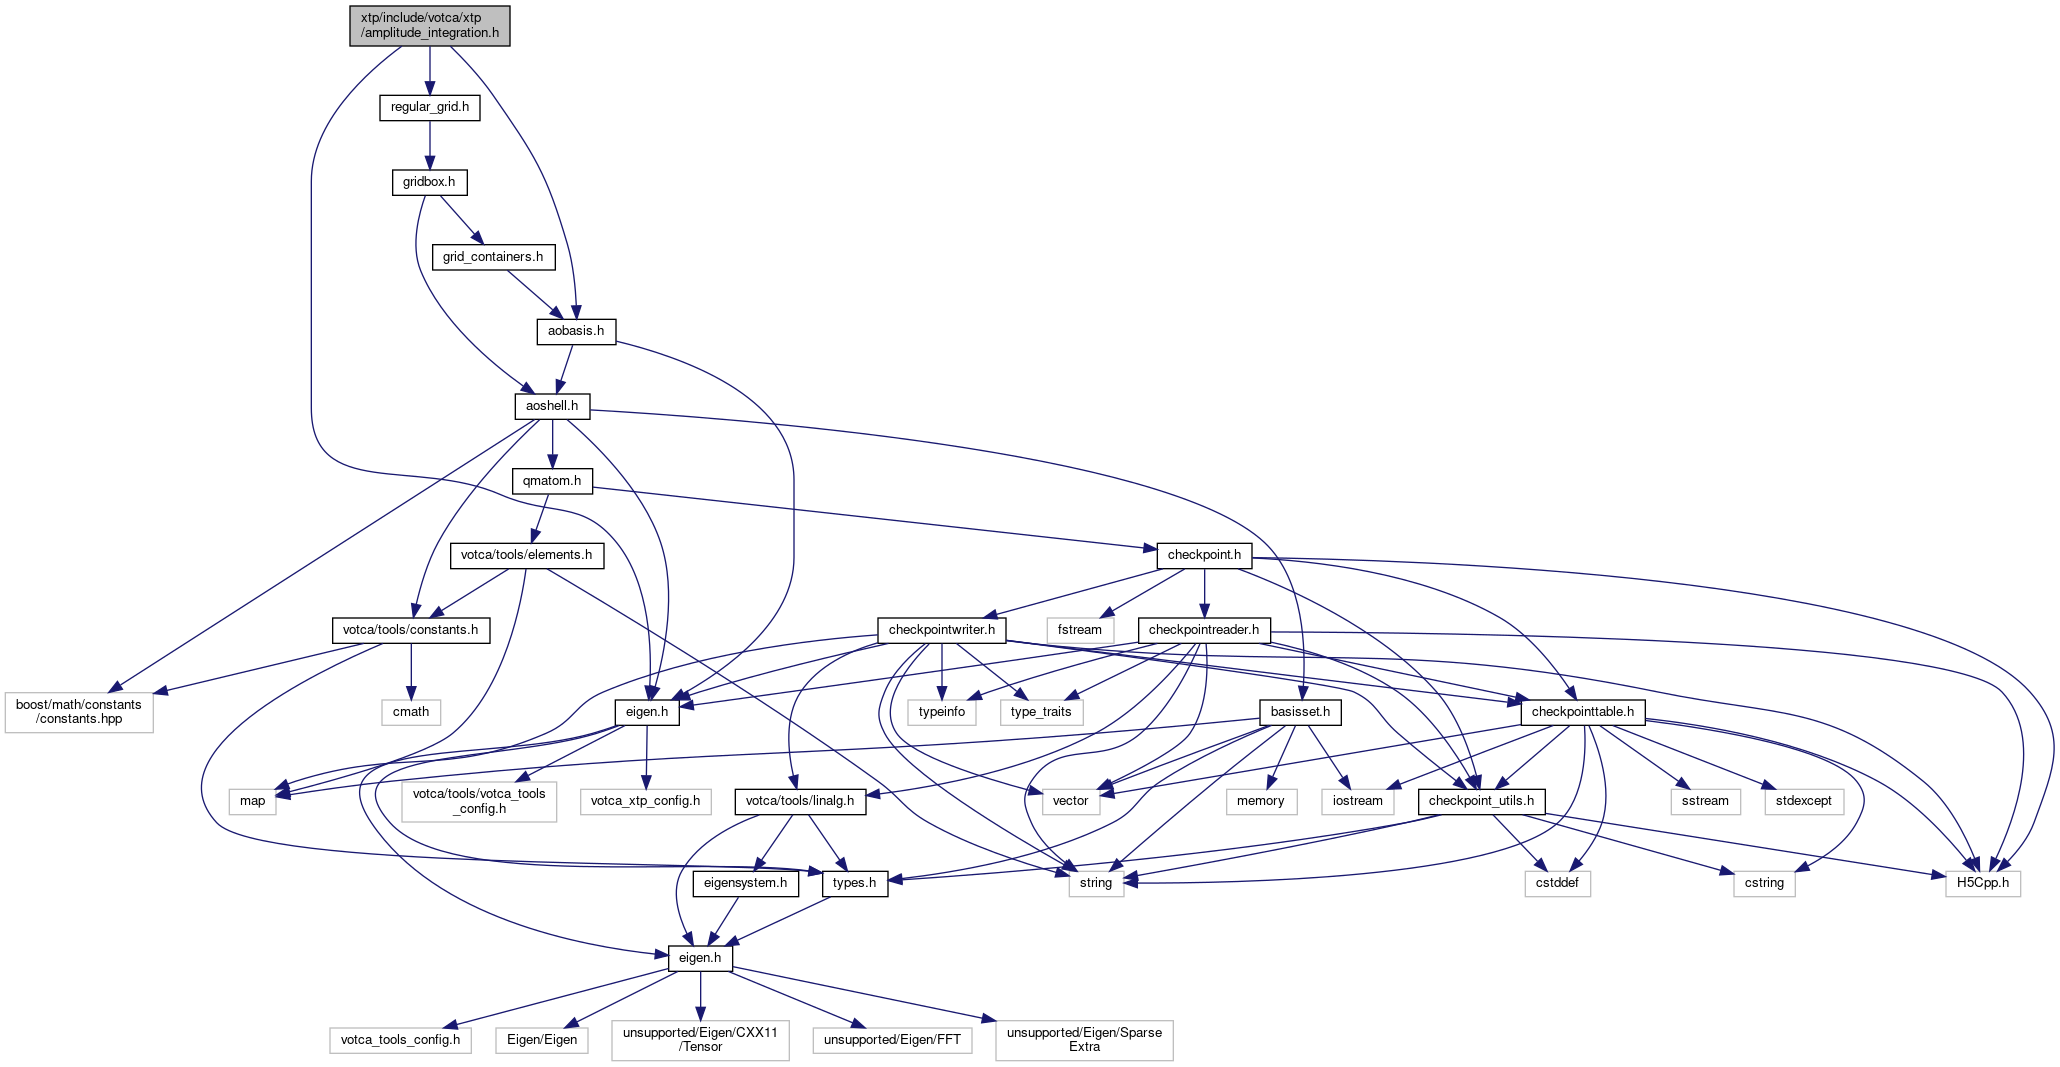 xtp/include/votca/xtp
/amplitude_integration.h
regular_grid.h
gridbox.h
grid_containers.h
aobasis.h
aoshell.h
qmatom.h
votca/tools/elements.h
checkpoint.h
votca/tools/constants.h
checkpointwriter.h
fstream
checkpointreader.h
boost/math/constants
/constants.hpp
cmath
eigen.h
typeinfo
type_traits
basisset.h
checkpointtable.h
map
votca/tools/votca_tools
_config.h
votca_xtp_config.h
votca/tools/linalg.h
vector
memory
iostream
checkpoint_utils.h
sstream
stdexcept
eigensystem.h
types.h
string
cstddef
cstring
H5Cpp.h
eigen.h
votca_tools_config.h
Eigen/Eigen
unsupported/Eigen/CXX11
/Tensor
unsupported/Eigen/FFT
unsupported/Eigen/Sparse
Extra